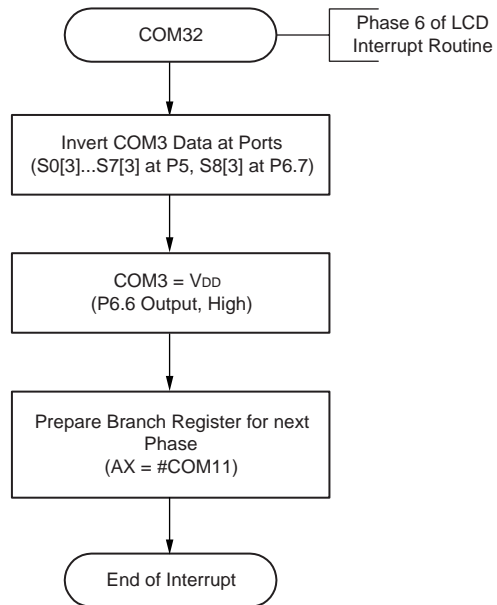 COM32
Phase 6 of LCD
Interrupt Routine
Invert COM3 Data at Ports
(S0[3]...S7[3] at P5, S8[3] at P6.7)
COM3 = VDD
(P6.6 Output, High)
Prepare Branch Register for next
Phase
(AX = #COM11)
End of Interrupt